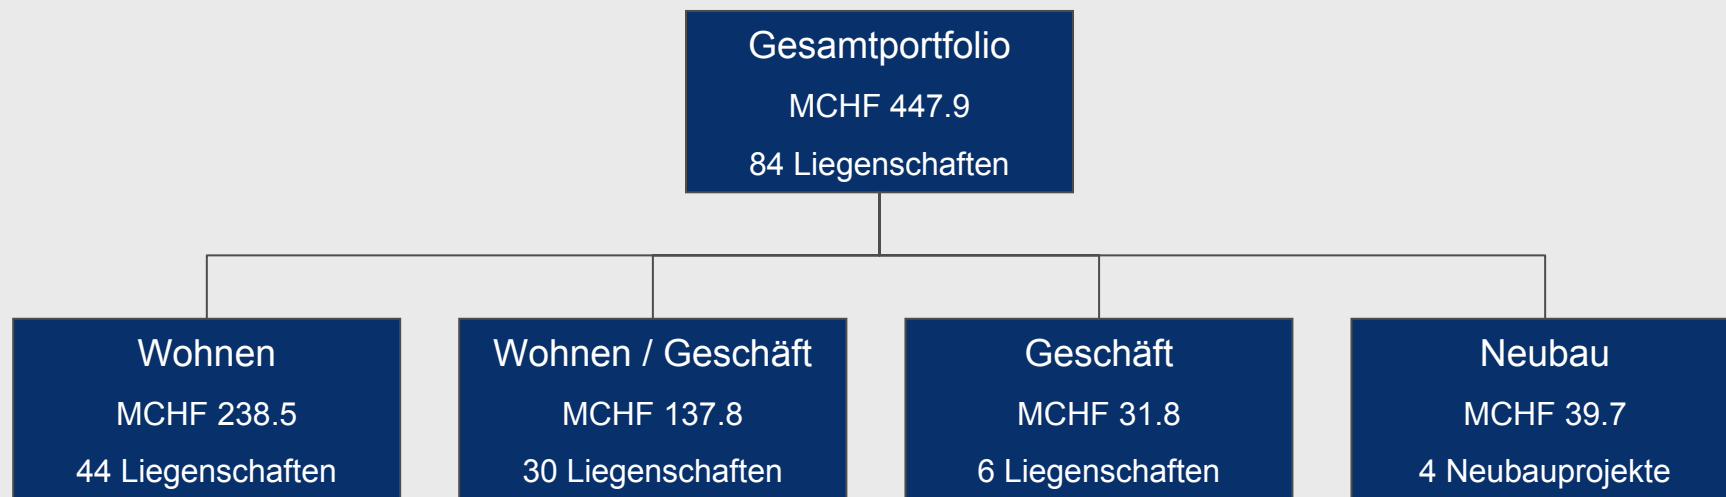 Gesamtportfolio
MCHF 447.9
84 Liegenschaften
Wohnen
MCHF 238.5
44 Liegenschaften
Wohnen / Geschäft
MCHF 137.8
30 Liegenschaften
Geschäft
MCHF 31.8
6 Liegenschaften
Neubau
MCHF 39.7
4 Neubauprojekte